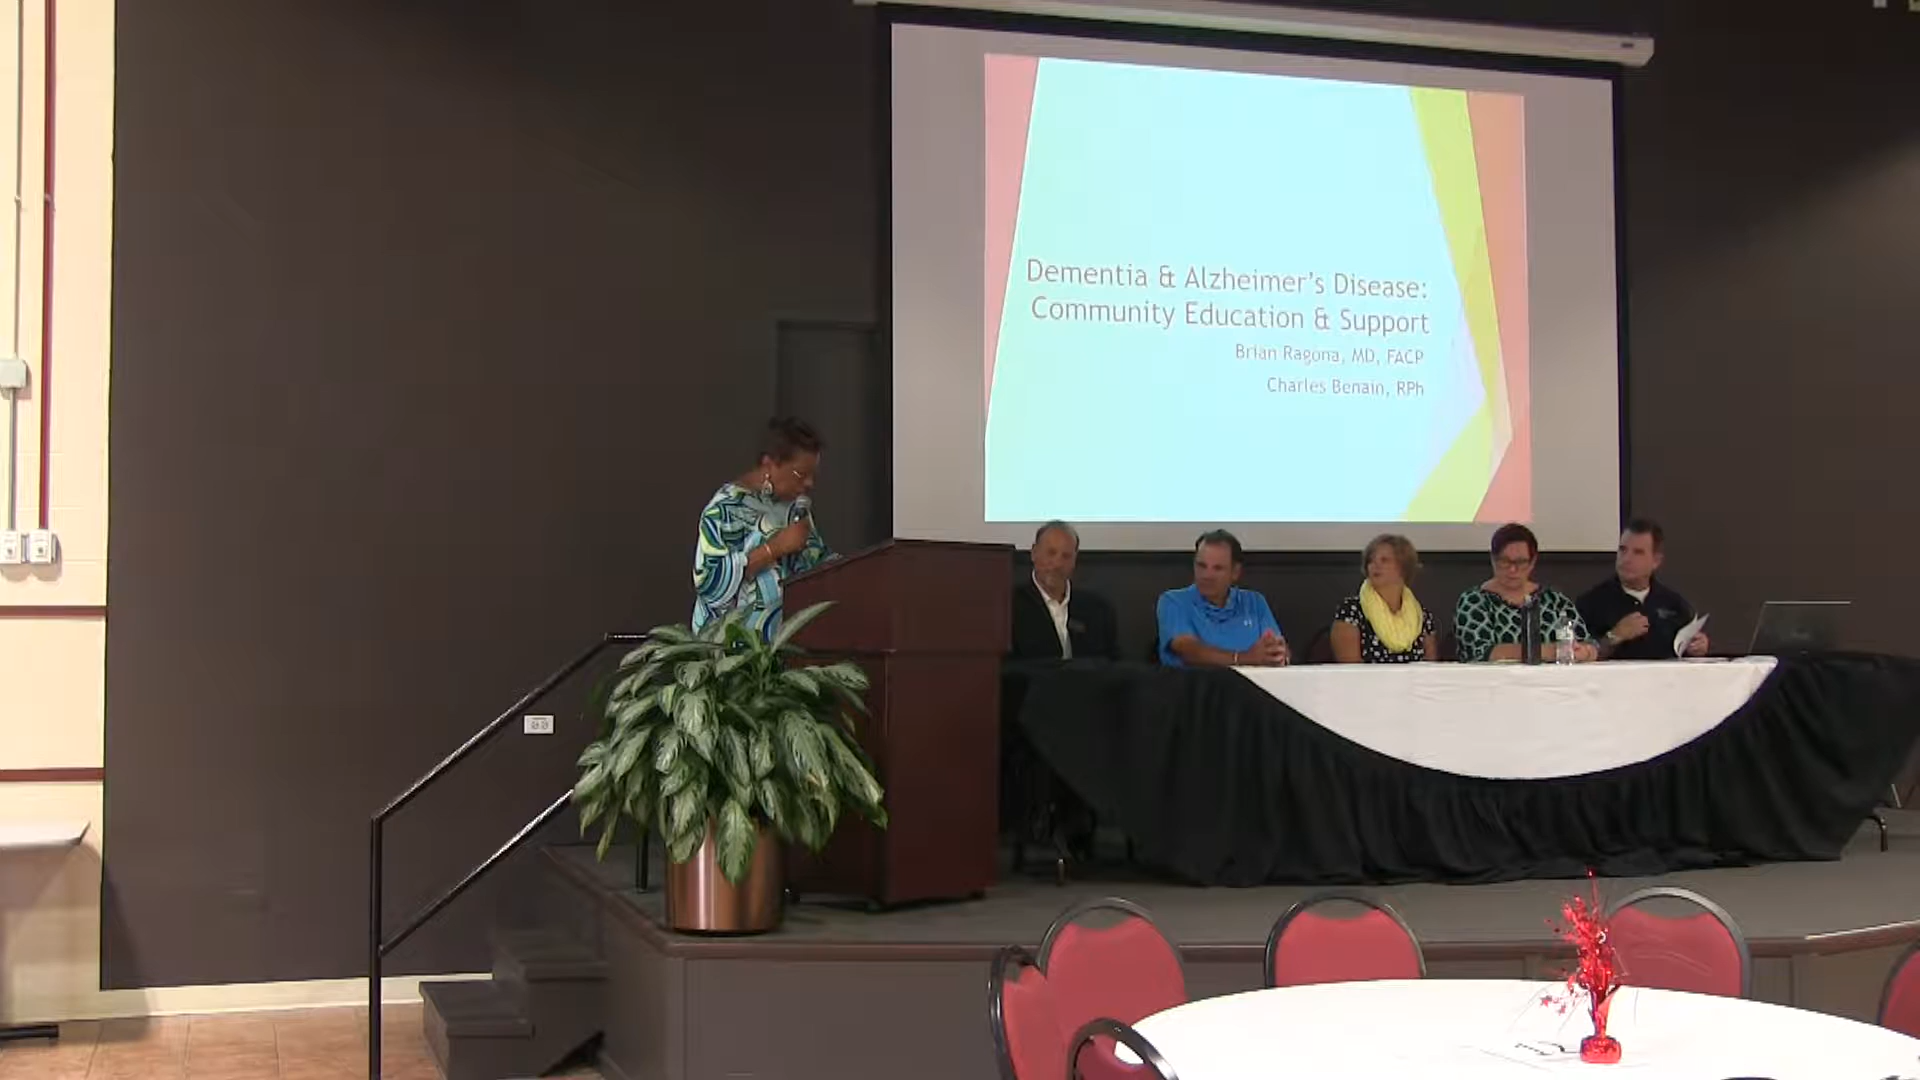 Dementia & Alzheimer's Disease:
Community Education & Support
Brian Ragona, MD, FACP
Charles Benain, RPh